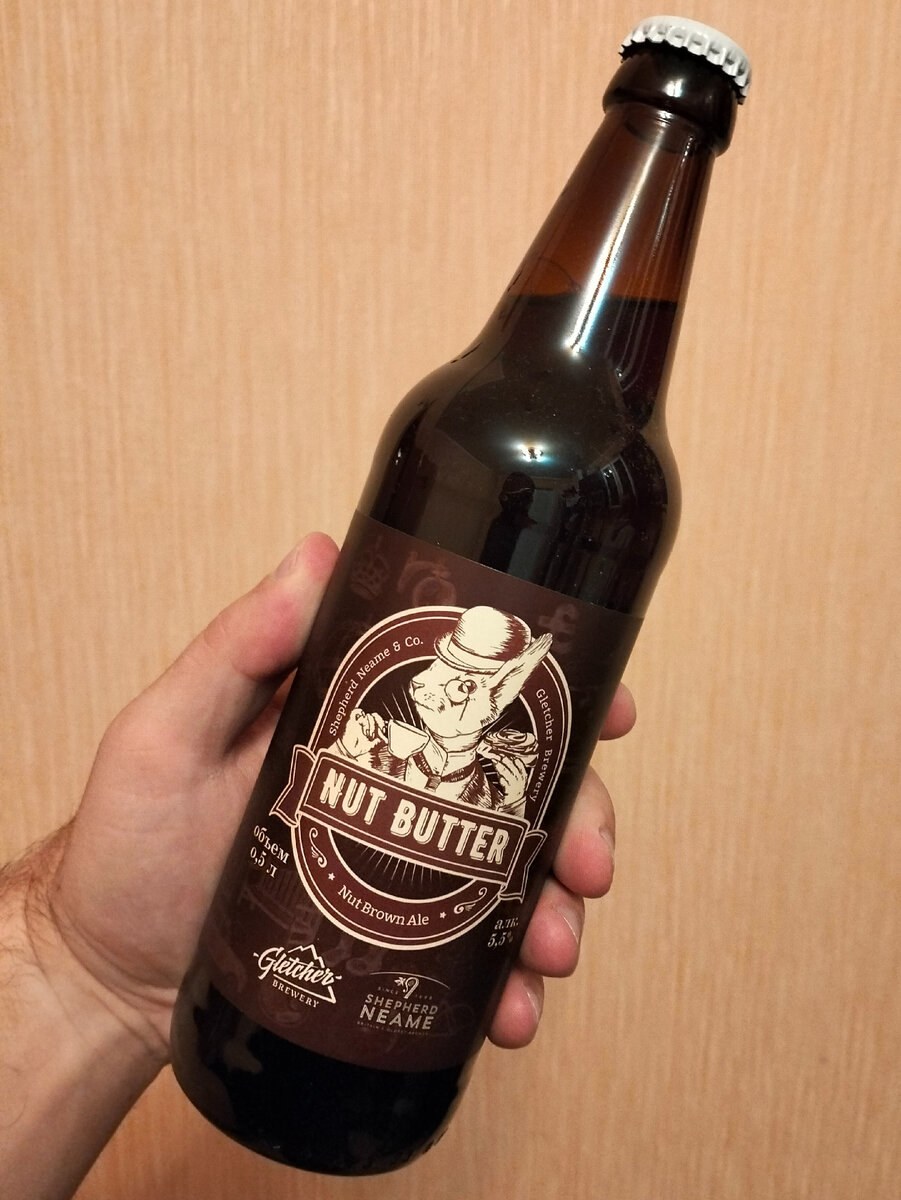 Shepherd Neame & Co.
Gletcher Brewery
NUT BUTTER
объем
0,5 л
Nut Brown Ale
алк.
5,5%
Gletcher
BREWERY
SINCE
SHEPHERD
NEAME